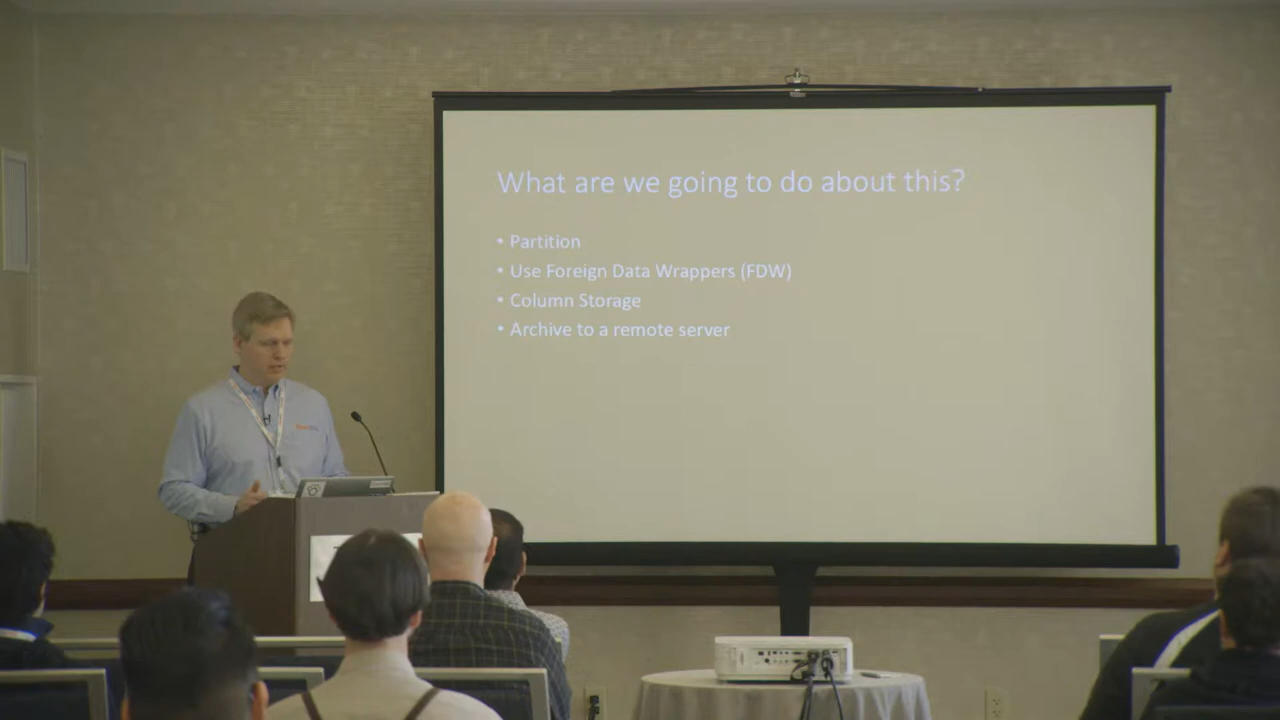 What are we going to do about this?
• Partition
• Use Foreign Data Wrappers (FDW)
• Column Storage
• Archive to a remote server